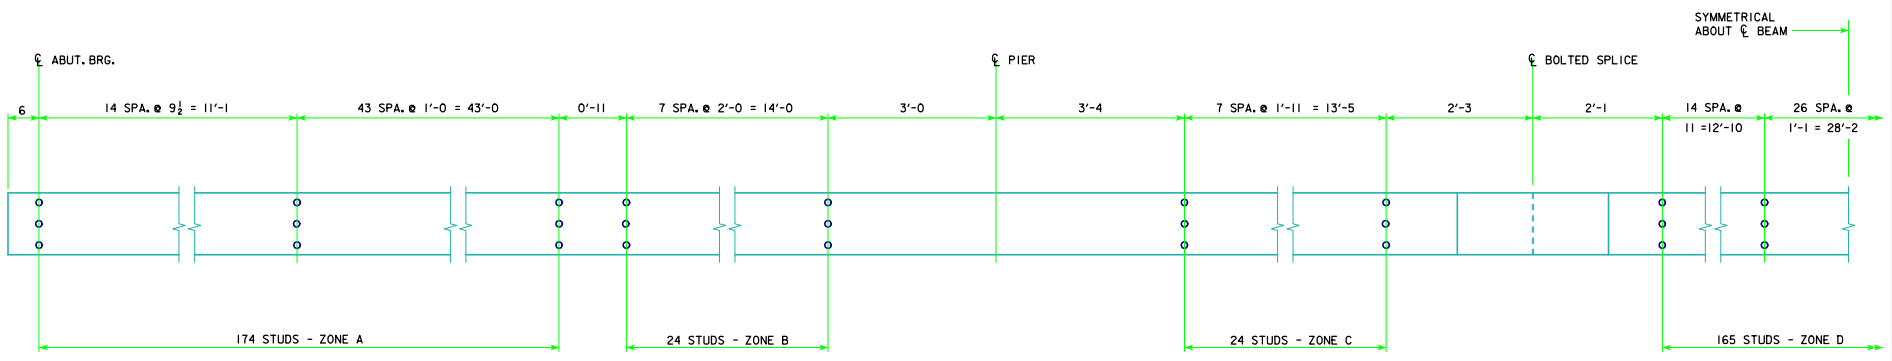 SYMMETRICAL
ABOUT ℄ BEAM
℄ ABUT. BRG.
℄ PIER
℄ BOLTED SPLICE
6
14 SPA. @ 9½ = 11'-1
43 SPA. @ 1'-0 = 43'-0
0'-11
7 SPA. @ 2'-0 = 14'-0
3'-0
3'-4
7 SPA. @ 1'-11 = 13'-5
2'-3
2'-1
14 SPA. @
11 =12'-10
26 SPA. @
1'-1 = 28'-2
174 STUDS - ZONE A
24 STUDS - ZONE B
24 STUDS - ZONE C
165 STUDS - ZONE D